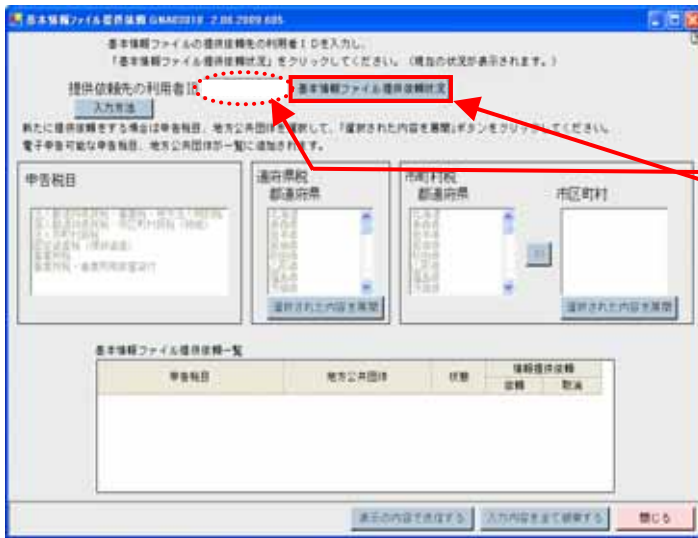 基本情報ファイル提供依頼 GNA00010 2.06.2009.605
基本情報ファイルの提供依頼先の利用者IDを入力し、
「基本情報ファイル提供依頼状況」をクリックしてください。（現在の状況が表示されます。）
提供依頼先の利用者ID
基本情報ファイル提供依頼状況
入力方法
新たに提供依頼をする場合は申告税目、地方公共団体を選択して、「選択された内容を展開」ボタンをクリックしてください。
電子申告可能な申告税目、地方公共団体が一覧に追加されます。
申告税目
道府県税
都道府県
選択された内容を展開
市町村税
都道府県
市区町村
選択された内容を展開
基本情報ファイル提供依頼一覧
申告税目
地方公共団体
状態
情報提供依頼
依頼
取消
表示の内容で送信する
入力内容を全て破棄する
閉じる